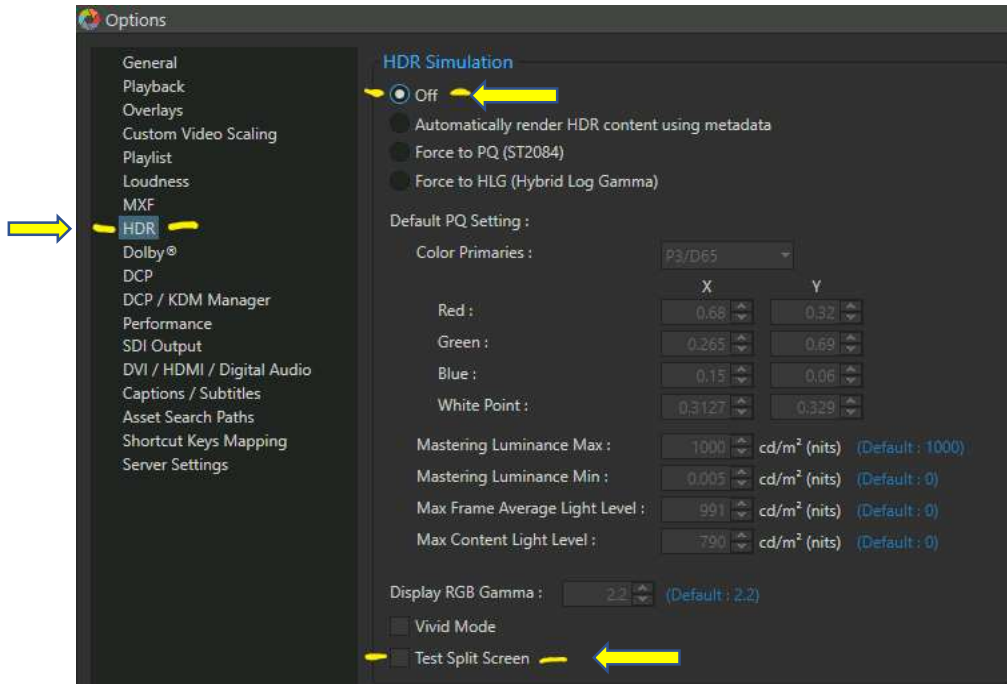 Options
General
Playback
Overlays
Custom Video Scaling
Playlist
Loudness
MXF
HDR
Dolby®
DCP
DCP / KDM Manager
Performance
SDI Output
DVI / HDMI / Digital Audio
Captions / Subtitles
Asset Search Paths
Shortcut Keys Mapping
Server Settings
HDR Simulation
Off
Automatically render HDR content using metadata
Force to PQ (ST2084)
Force to HLG (Hybrid Log Gamma)
Default PQ Setting :
Color Primaries : P3/D65
X Y
Red : 0.68 0.32
Green : 0.265 0.69
Blue : 0.15 0.06
White Point : 0.3127 0.329
Mastering Luminance Max : 1000 cd/m² (nits) (Default : 1000)
Mastering Luminance Min : 0.005 cd/m² (nits) (Default : 0)
Max Frame Average Light Level : 991 cd/m² (nits) (Default : 0)
Max Content Light Level : 790 cd/m² (nits) (Default : 0)
Display RGB Gamma : 2.2 (Default : 2.2)
Vivid Mode
Test Split Screen